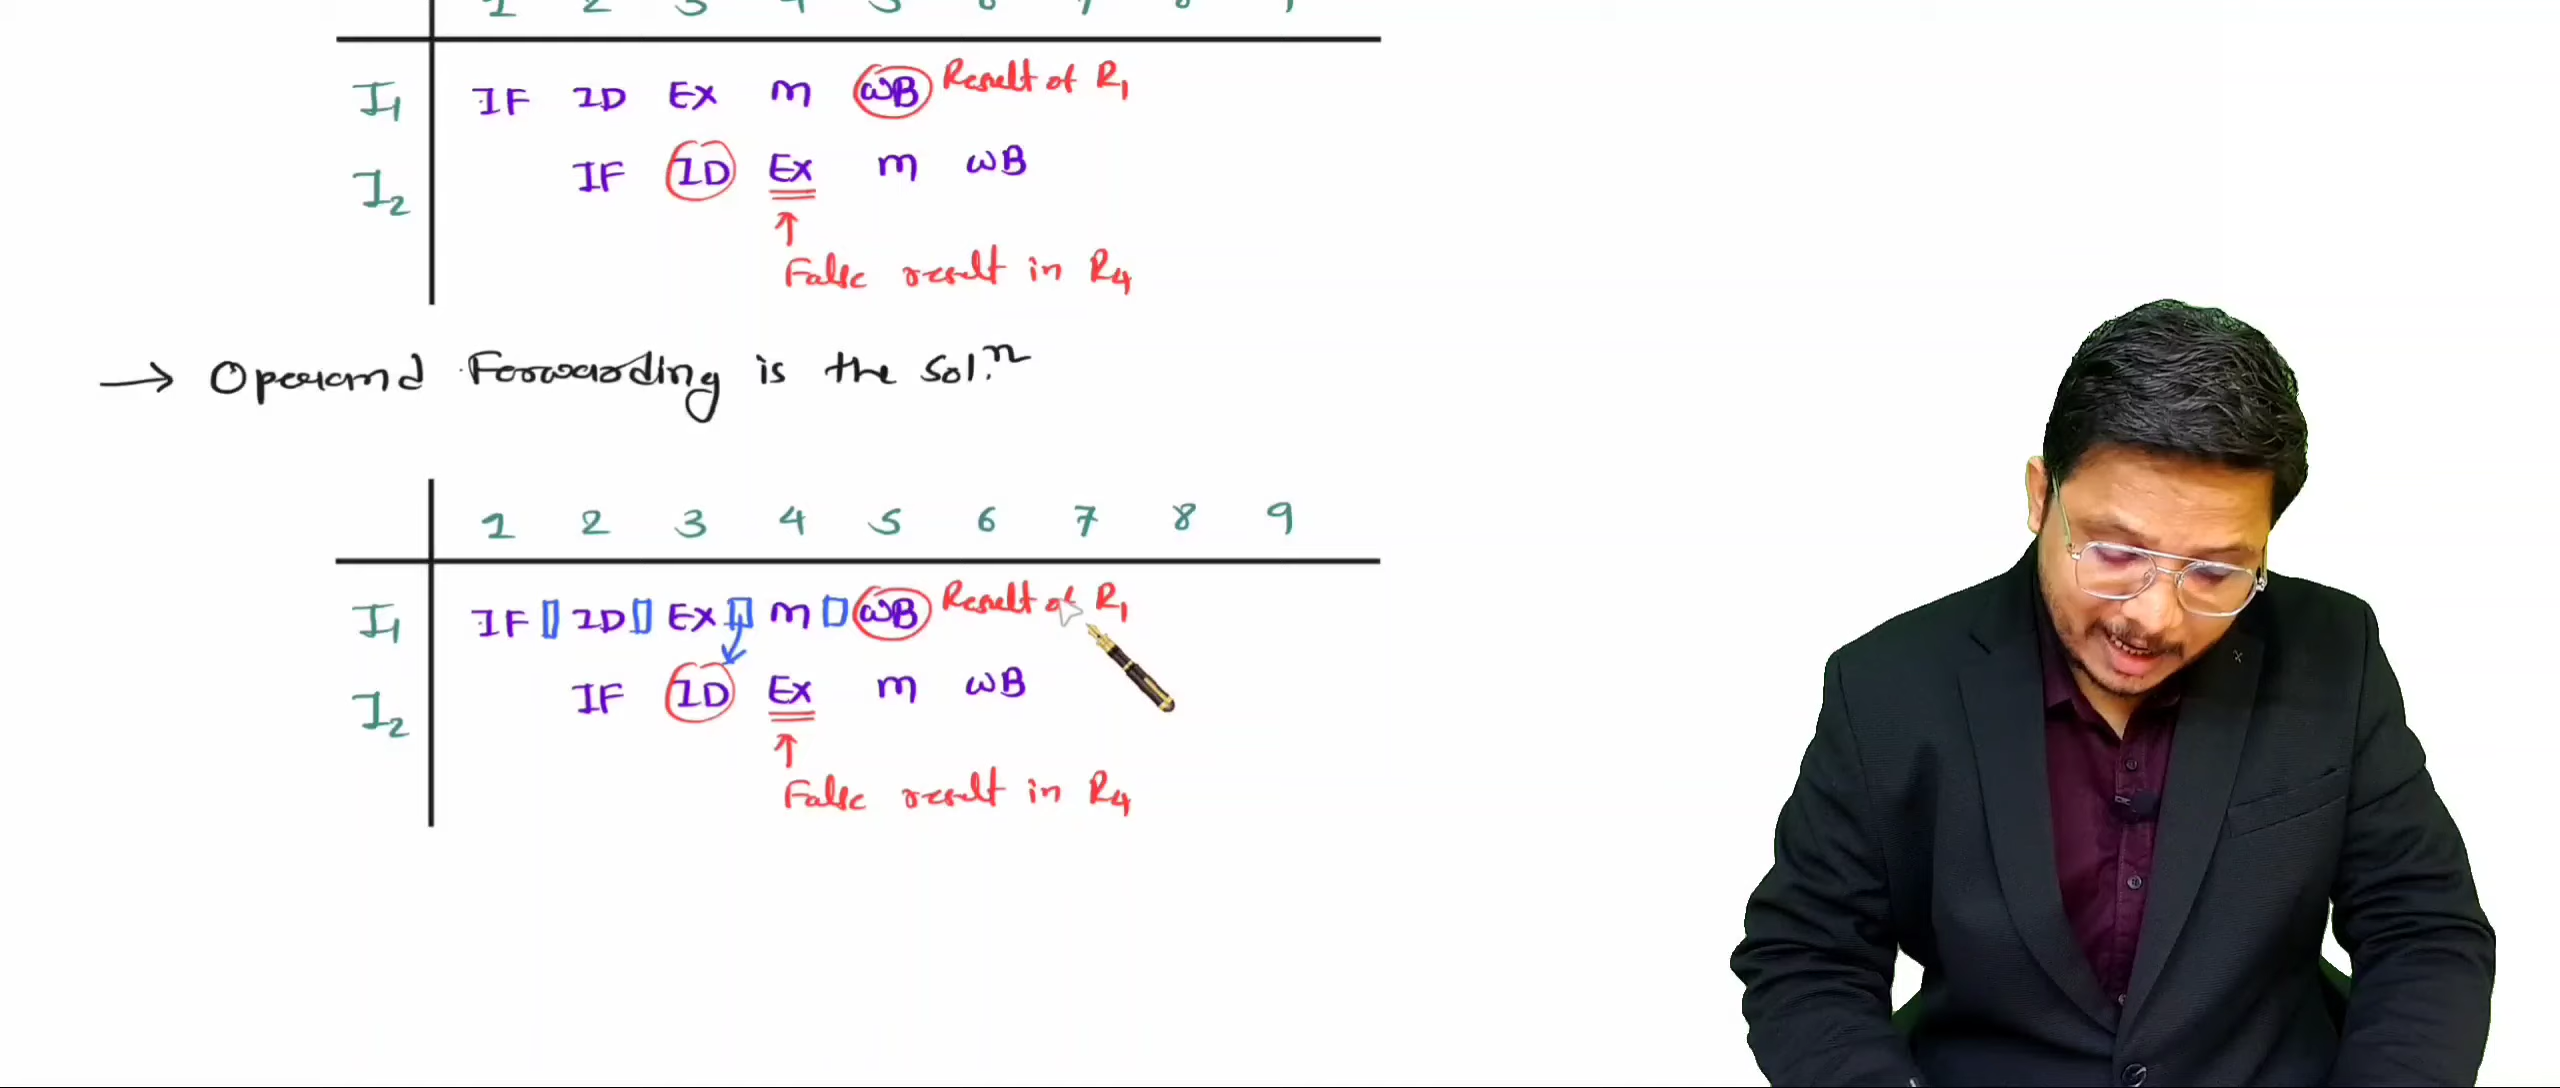 1 2 3 4 5 6 7 8 9
I1 IF ID EX M WB Result of R1
I2 IF ID EX M WB
False result in R4
→ Operand Forwarding is the Sol.n
1 2 3 4 5 6 7 8 9
I1 IF ID EX M WB Result of R1
I2 IF ID EX M WB
False result in R4